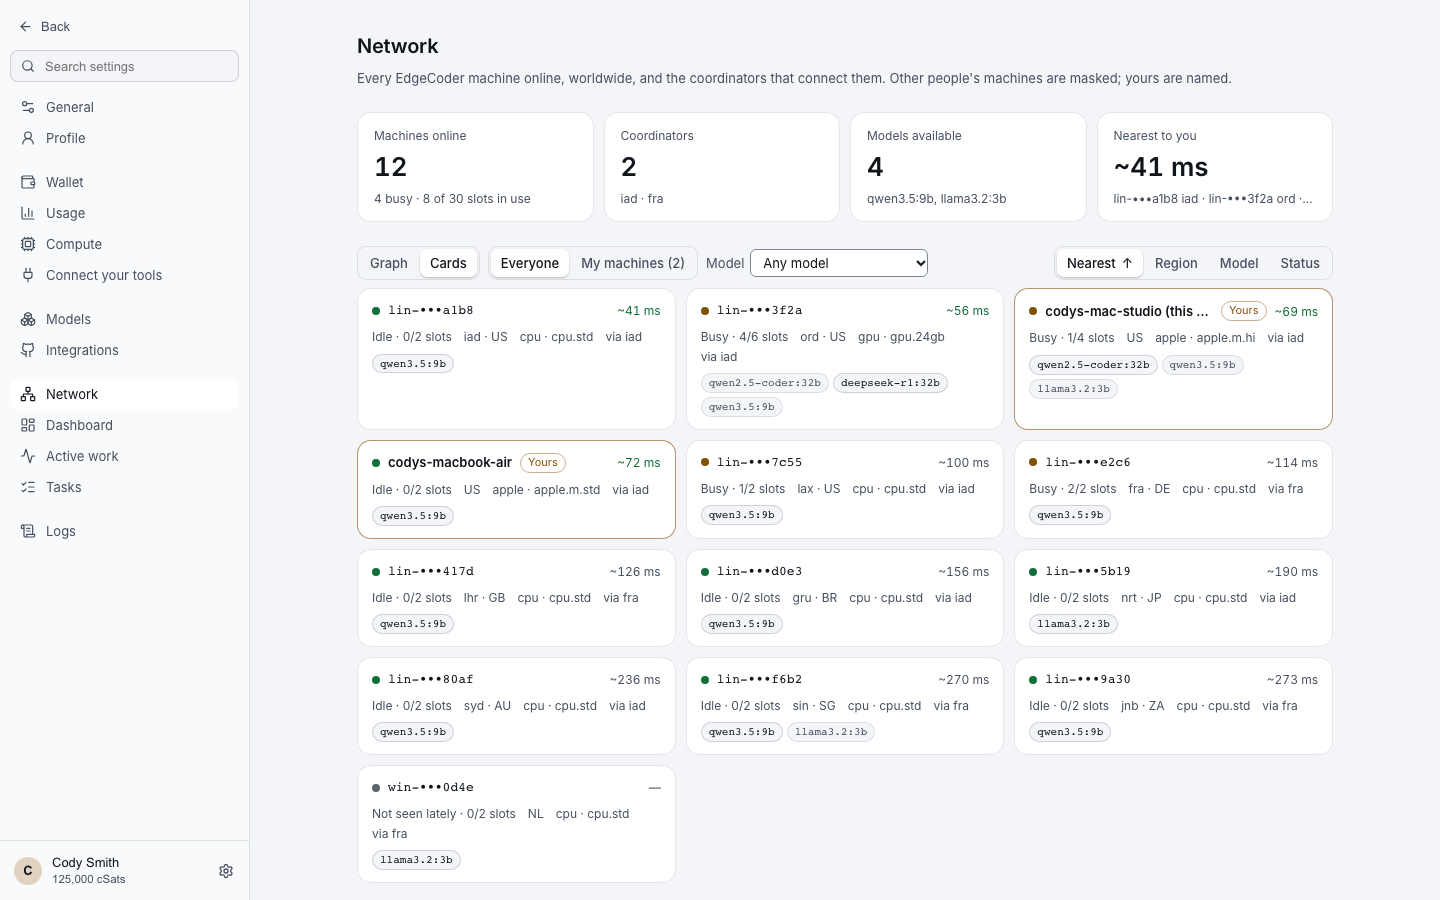 Back
Search settings
General
Profile
Wallet
Usage
Compute
Connect your tools
Models
Integrations
Network
Dashboard
Active work
Tasks
Logs
C
Cody Smith
125,000 cSats
Network
Every EdgeCoder machine online, worldwide, and the coordinators that connect them. Other people's machines are masked; yours are named.
Machines online
12
4 busy · 8 of 30 slots in use
Coordinators
2
iad · fra
Models available
4
qwen3.5:9b, llama3.2:3b
Nearest to you
~41 ms
lin-•••a1b8 iad · lin-•••3f2a ord ·...
Graph Cards Everyone My machines (2) Model Any model Nearest ↑ Region Model Status
lin-•••a1b8 ~41 ms
Idle · 0/2 slots iad · US cpu · cpu.std via iad
qwen3.5:9b
lin-•••3f2a ~56 ms
Busy · 4/6 slots ord · US gpu · gpu.24gb
via iad
qwen2.5-coder:32b deepseek-r1:32b
qwen3.5:9b
codys-mac-studio (this ... Yours ~69 ms
Busy · 1/4 slots US apple · apple.m.hi via iad
qwen2.5-coder:32b qwen3.5:9b
llama3.2:3b
codys-macbook-air Yours ~72 ms
Idle · 0/2 slots US apple · apple.m.std via iad
qwen3.5:9b
lin-•••7c55 ~100 ms
Busy · 1/2 slots lax · US cpu · cpu.std via iad
qwen3.5:9b
lin-•••e2c6 ~114 ms
Busy · 2/2 slots fra · DE cpu · cpu.std via fra
qwen3.5:9b
lin-•••417d ~126 ms
Idle · 0/2 slots lhr · GB cpu · cpu.std via fra
qwen3.5:9b
lin-•••d0e3 ~156 ms
Idle · 0/2 slots gru · BR cpu · cpu.std via iad
qwen3.5:9b
lin-•••5b19 ~190 ms
Idle · 0/2 slots nrt · JP cpu · cpu.std via iad
llama3.2:3b
lin-•••80af ~236 ms
Idle · 0/2 slots syd · AU cpu · cpu.std via iad
qwen3.5:9b
lin-•••f6b2 ~270 ms
Idle · 0/2 slots sin · SG cpu · cpu.std via fra
qwen3.5:9b llama3.2:3b
lin-•••9a30 ~273 ms
Idle · 0/2 slots jnb · ZA cpu · cpu.std via fra
qwen3.5:9b
win-•••0d4e —
Not seen lately · 0/2 slots NL cpu · cpu.std
via fra
llama3.2:3b